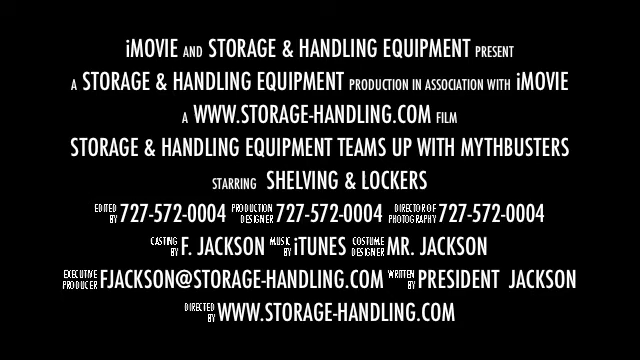 iMOVIE AND STORAGE & HANDLING EQUIPMENT PRESENT
A STORAGE & HANDLING EQUIPMENT PRODUCTION IN ASSOCIATION WITH iMOVIE
A WWW.STORAGE-HANDLING.COM FILM
STORAGE & HANDLING EQUIPMENT TEAMS UP WITH MYTHBUSTERS
STARRING SHELVING & LOCKERS
EDITED BY 727-572-0004 PRODUCTION DESIGNER 727-572-0004 DIRECTOR OF PHOTOGRAPHY 727-572-0004
CASTING BY F. JACKSON MUSIC BY iTUNES COSTUME DESIGNER MR. JACKSON
EXECUTIVE PRODUCER FJACKSON@STORAGE-HANDLING.COM WRITTEN BY PRESIDENT JACKSON
DIRECTED BY WWW.STORAGE-HANDLING.COM